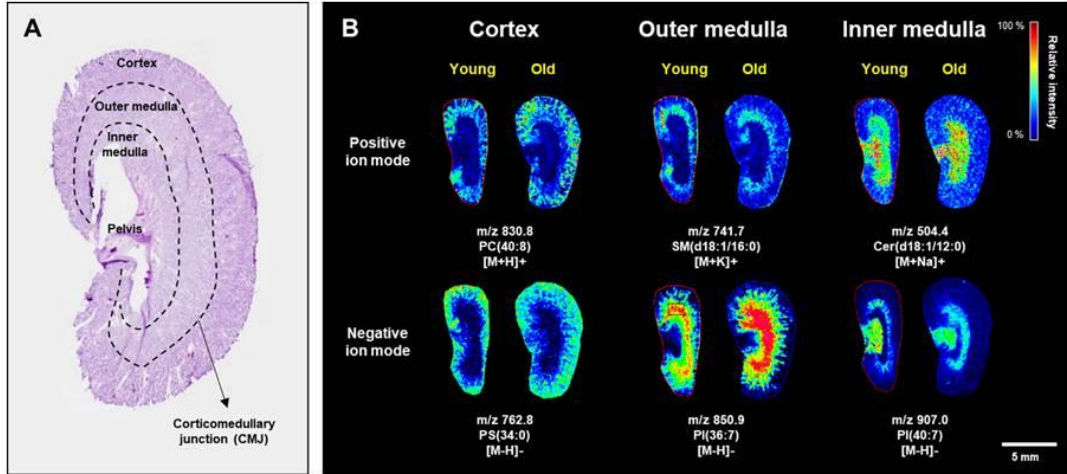 A
Cortex
Outer medulla
Inner
medulla
Pelvis
Corticomedullary
junction (CMJ)
B
Cortex
Outer medulla
Inner medulla
Young
Old
Young
Old
Young
Old
100 %
0 %
Relative intensity
Positive
ion mode
m/z 830.8
PC(40:8)
[M+H]+
m/z 741.7
SM(d18:1/16:0)
[M+K]+
m/z 504.4
Cer(d18:1/12:0)
[M+Na]+
Negative
ion mode
m/z 762.8
PS(34:0)
[M-H]-
m/z 850.9
PI(36:7)
[M-H]-
m/z 907.0
PI(40:7)
[M-H]-
5 mm